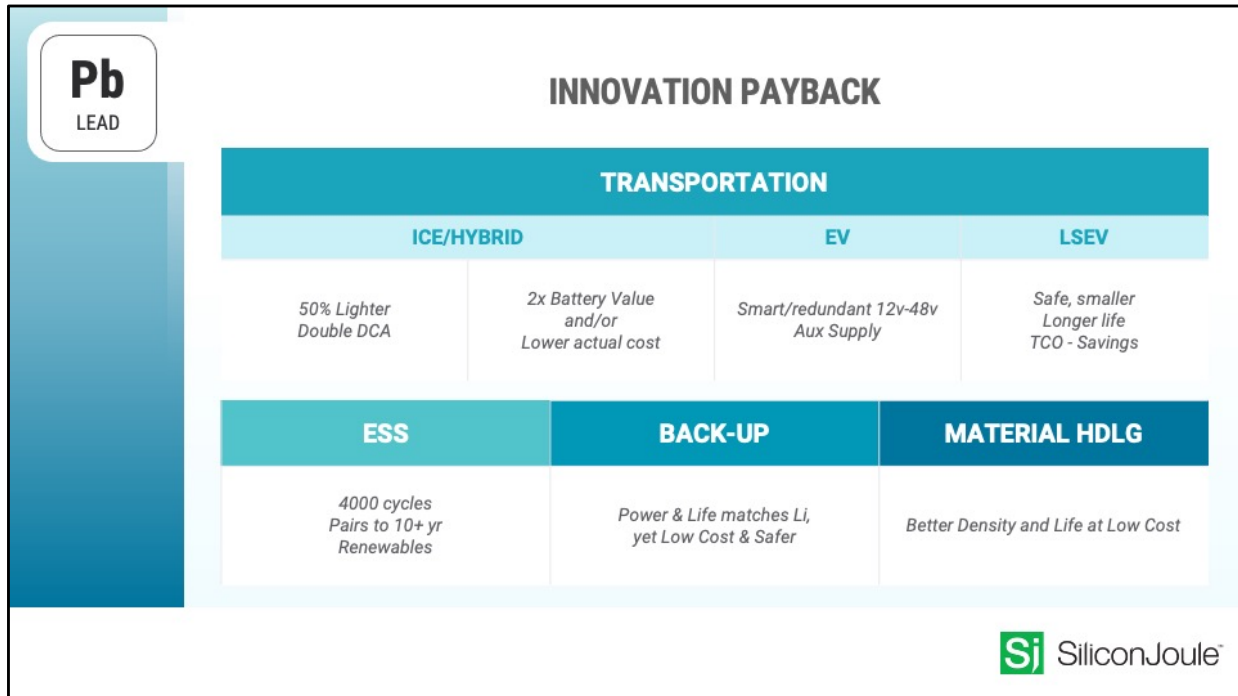 Pb
LEAD
INNOVATION PAYBACK
TRANSPORTATION
ICE/HYBRID
EV
LSEV
50% Lighter
Double DCA
2x Battery Value
and/or
Lower actual cost
Smart/redundant 12v-48v
Aux Supply
Safe, smaller
Longer life
TCO - Savings
ESS
BACK-UP
MATERIAL HDLG
4000 cycles
Pairs to 10+ yr
Renewables
Power & Life matches Li,
yet Low Cost & Safer
Better Density and Life at Low Cost
Sj SiliconJoule™